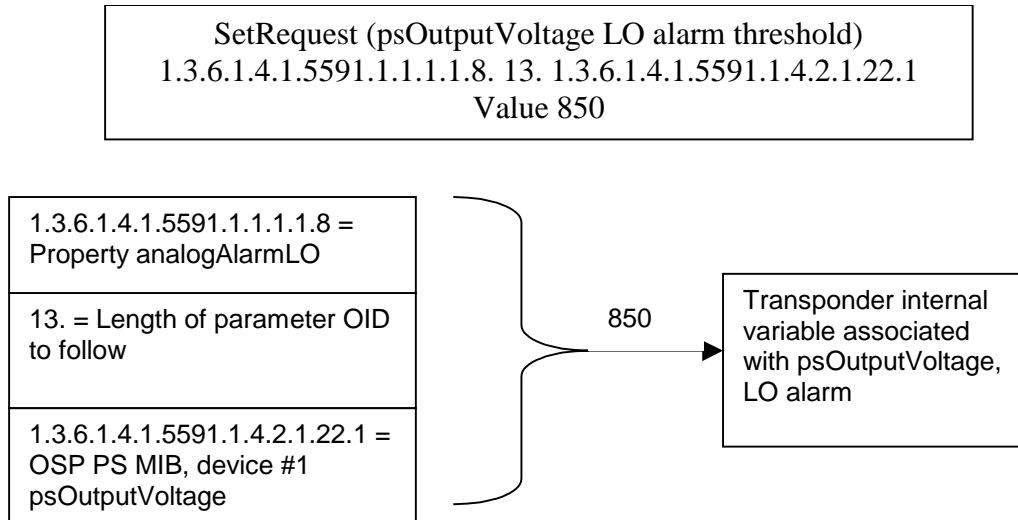 SetRequest (psOutputVoltage LO alarm threshold)
1.3.6.1.4.1.5591.1.1.1.1.8. 13. 1.3.6.1.4.1.5591.1.4.2.1.22.1
Value 850
1.3.6.1.4.1.5591.1.1.1.1.8 =
Property analogAlarmLO
13. = Length of parameter OID
to follow
1.3.6.1.4.1.5591.1.4.2.1.22.1 =
OSP PS MIB, device #1
psOutputVoltage
850
Transponder internal
variable associated
with psOutputVoltage,
LO alarm